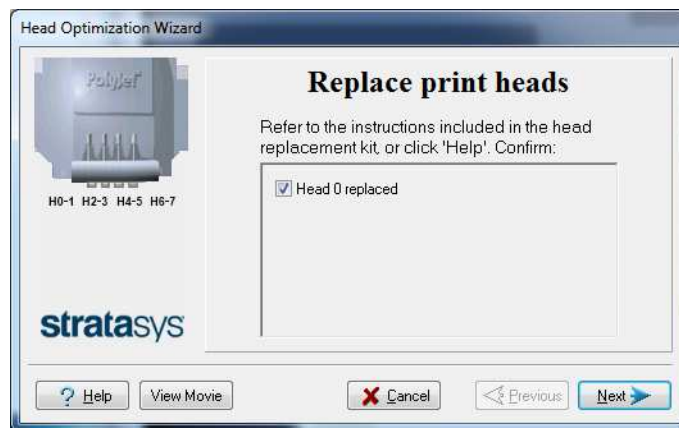 Head Optimization Wizard
PolyJet
H0-1 H2-3 H4-5 H6-7
stratasys
Replace print heads
Refer to the instructions included in the head
replacement kit, or click 'Help'. Confirm:
Head 0 replaced
? Help
View Movie
Cancel
Previous
Next